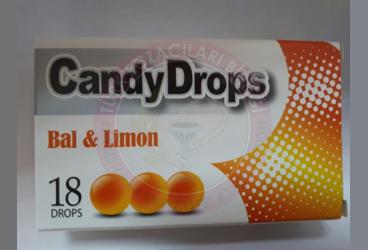 CandyDrops
Bal & Limon
18
DROPS